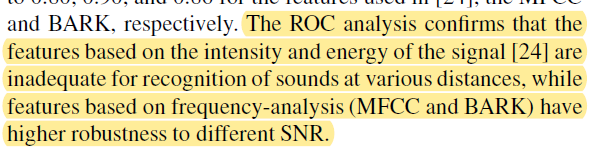 and BARK, respectively. The ROC analysis confirms that the
features based on the intensity and energy of the signal [24] are
inadequate for recognition of sounds at various distances, while
features based on frequency-analysis (MFCC and BARK) have
higher robustness to different SNR.